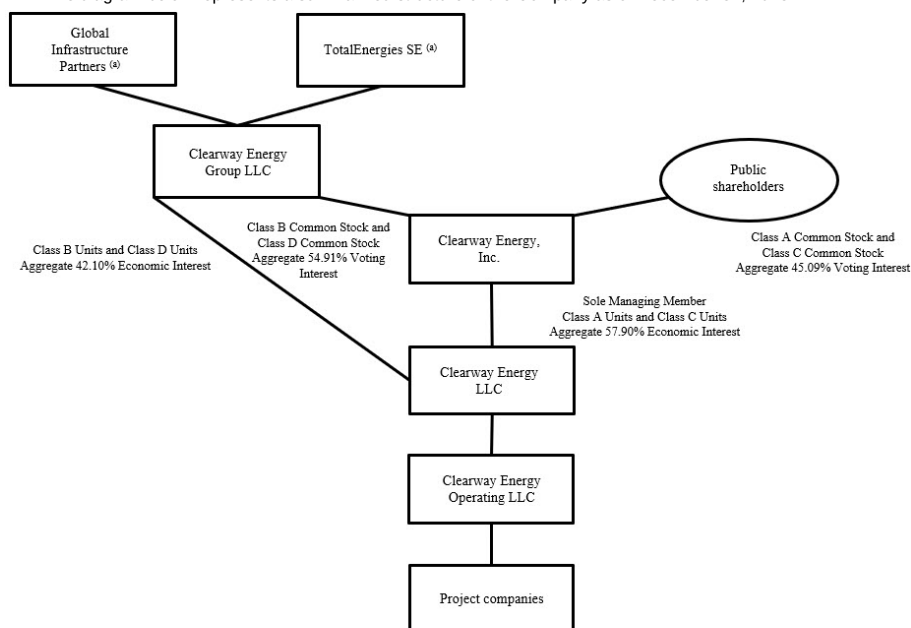 diagram below represents a summarized structure of the Company as of December 31,
Global
Infrastructure
Partners (a)
TotalEnergies SE (a)
Clearway Energy
Group LLC
Public
shareholders
Class B Units and Class D Units
Aggregate 42.10% Economic Interest
Class B Common Stock and
Class D Common Stock
Aggregate 54.91% Voting
Interest
Clearway Energy,
Inc.
Class A Common Stock and
Class C Common Stock
Aggregate 45.09% Voting Interest
Sole Managing Member
Class A Units and Class C Units
Aggregate 57.90% Economic Interest
Clearway Energy
LLC
Clearway Energy
Operating LLC
Project companies